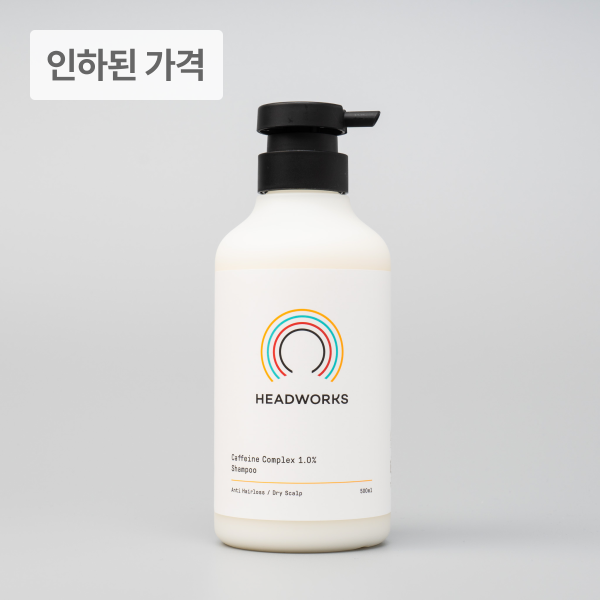 인하된 가격
HEADWORKS
Caffeine Complex 1.0%
Shampoo
Anti Hairloss / Dry Scalp 500ml